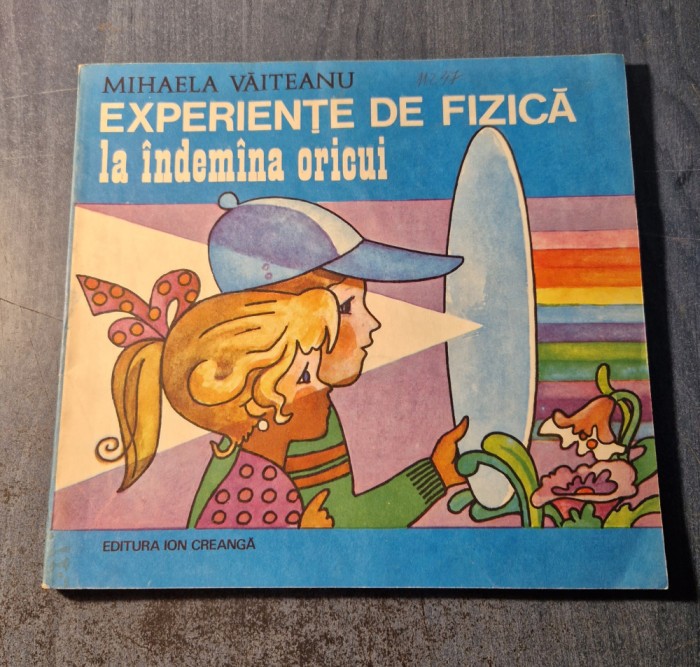 MIHAELA VĂITEANU
EXPERIENȚE DE FIZICĂ
la îndemîna oricui
EDITURA ION CREANGĂ